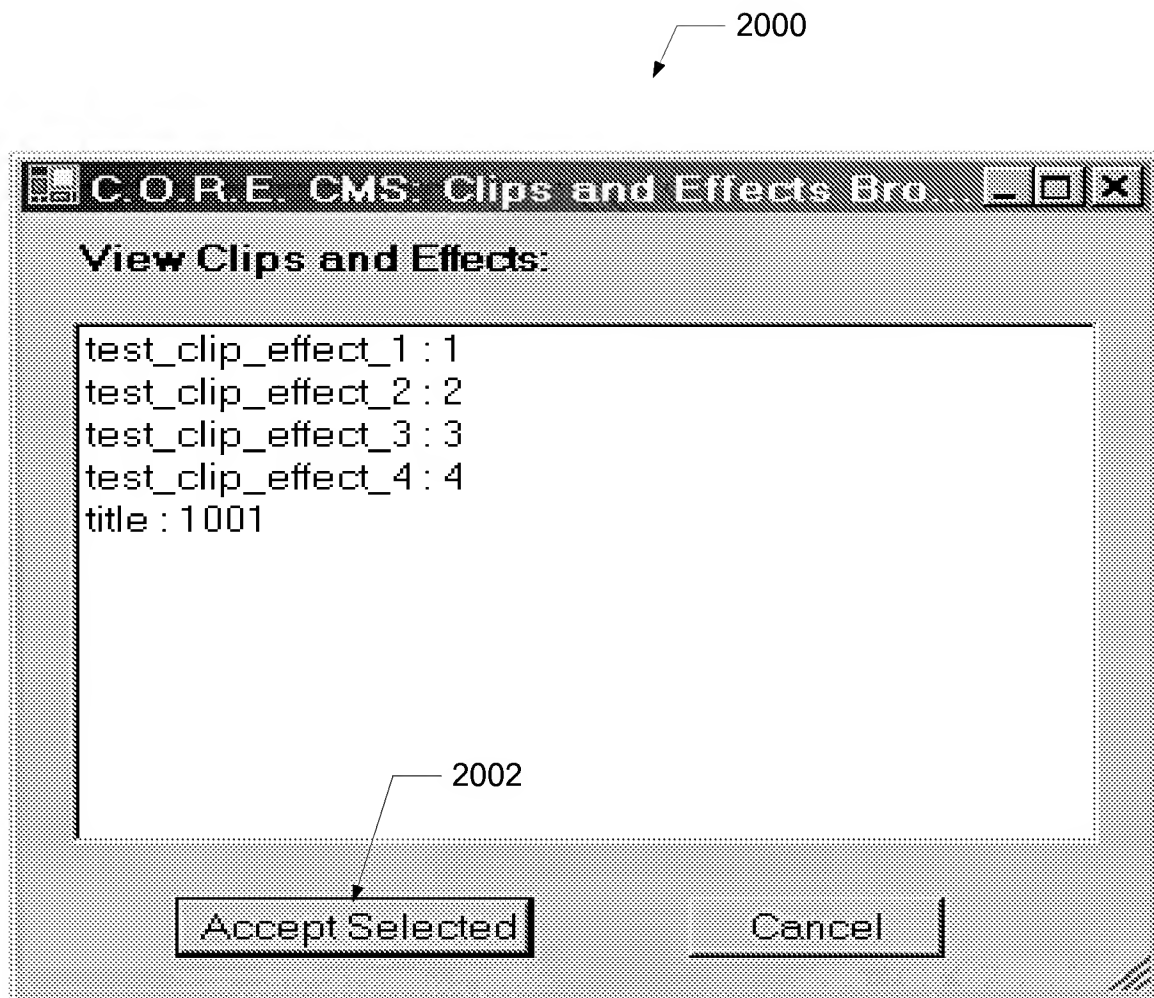 2000
C.O.R.E. CMS: Clips and Effects Bro.
View Clips and Effects:
test_clip_effect_1 : 1
test_clip_effect_2 : 2
test_clip_effect_3 : 3
test_clip_effect_4 : 4
title : 1001
2002
Accept Selected
Cancel